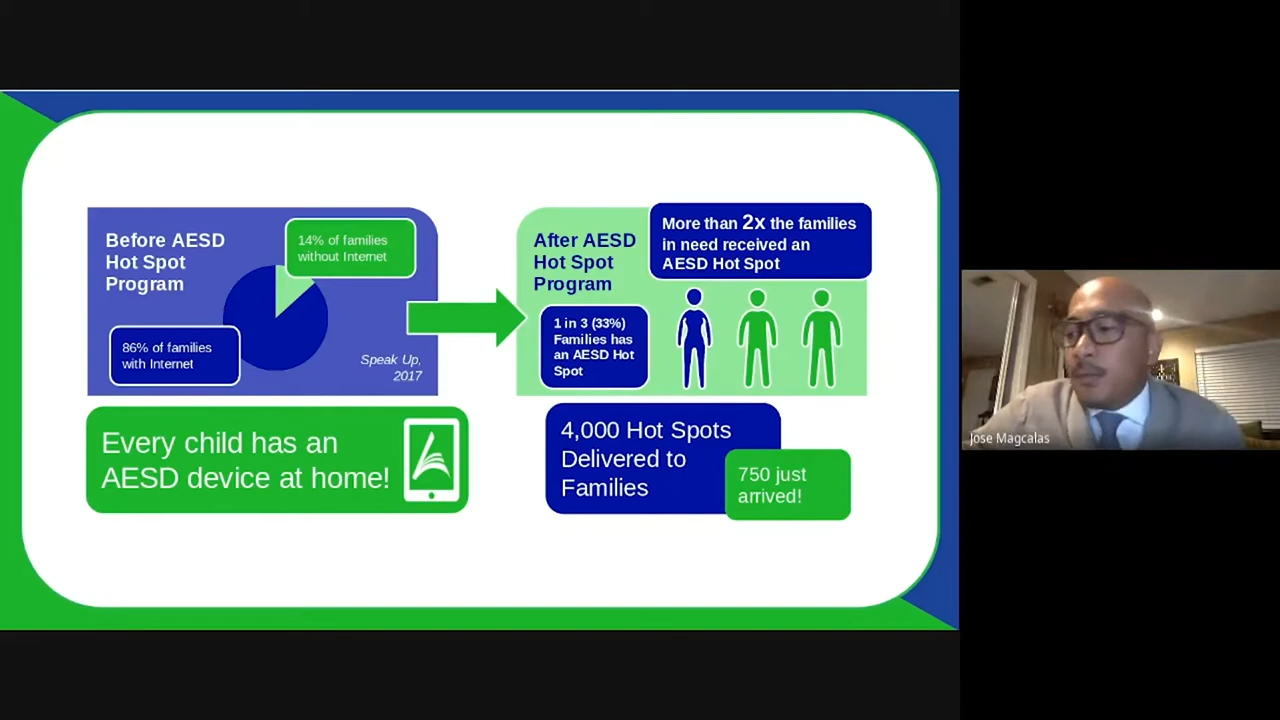 Before AESD
Hot Spot
Program
14% of families
without Internet
86% of families
with Internet
Speak Up,
2017
After AESD
Hot Spot
Program
More than 2x the families
in need received an
AESD Hot Spot
1 in 3 (33%)
Families has
an AESD Hot
Spot
Every child has an
AESD device at home!
4,000 Hot Spots
Delivered to
Families
750 just
arrived!
Jose Magcalas